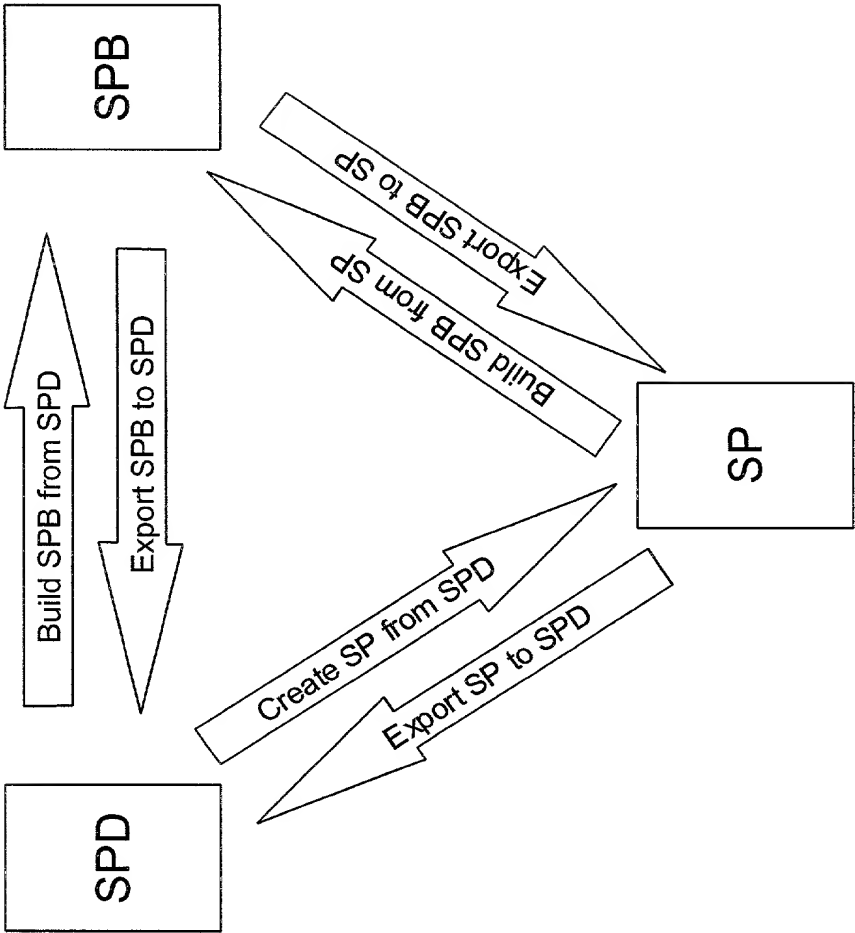 SPD
SPB
Build SPB from SPD
Export SPB to SPD
Create SP from SPD
Export SP to SPD
Build SPB from SP
Export SPB to SP
SP